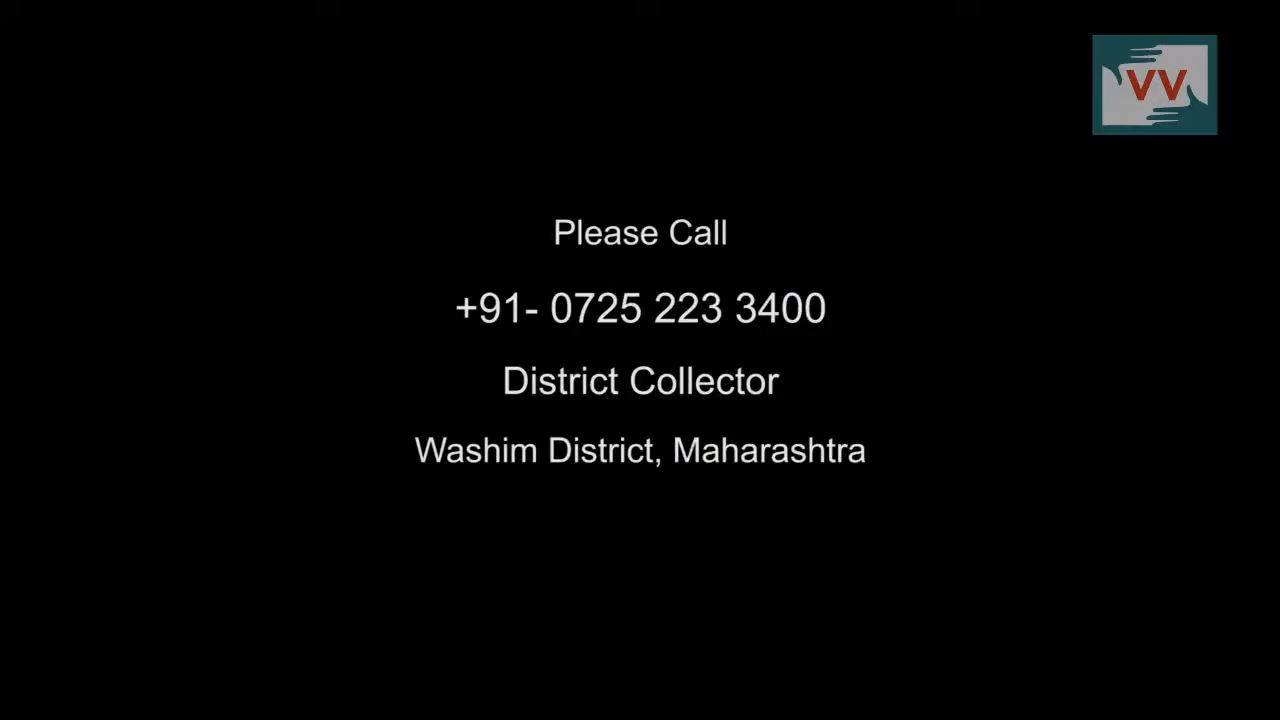 VV
Please Call
+91- 0725 223 3400
District Collector
Washim District, Maharashtra